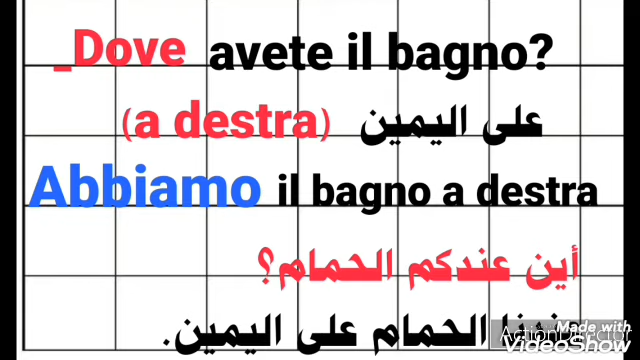 _Dove avete il bagno?
(a destra) على اليمين
Abbiamo il bagno a destra
أين عندكم الحمام؟
الحمام على اليمين.
Made with
ActionDirector
VideoShow